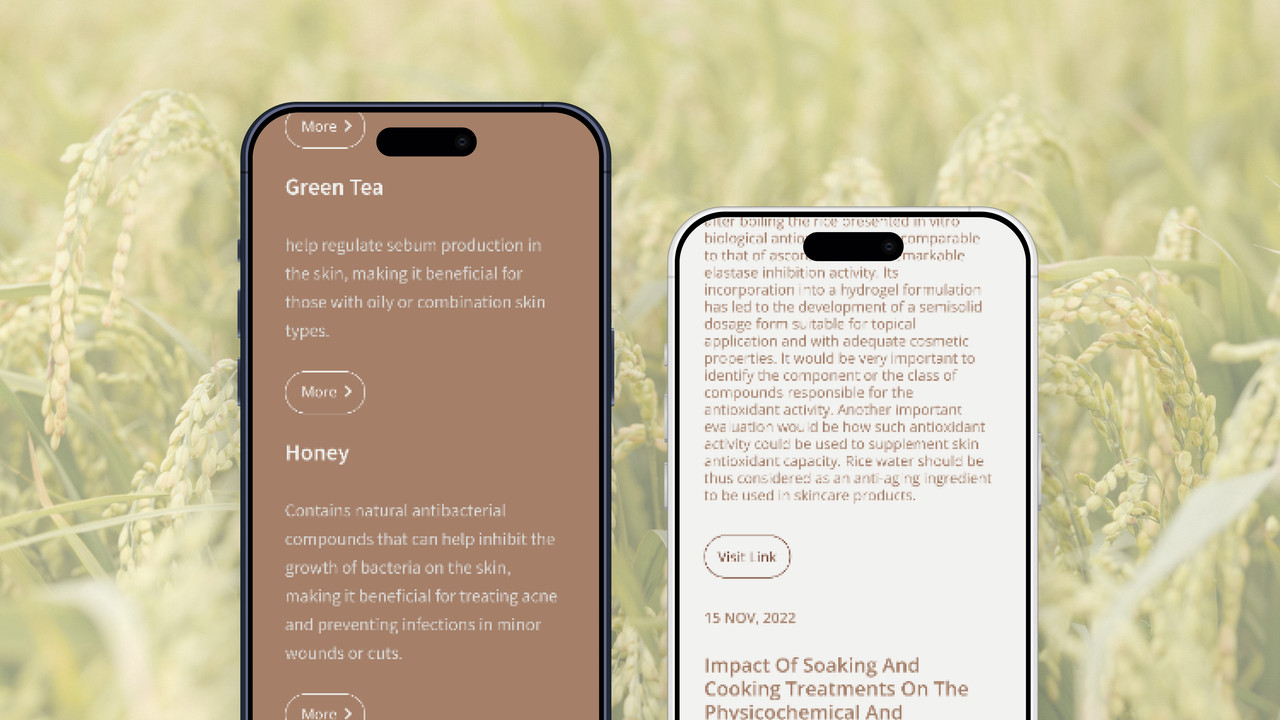 More
Green Tea
help regulate sebum production in
the skin, making it beneficial for
those with oily or combination skin
types.
More
Honey
Contains natural antibacterial
compounds that can help inhibit the
growth of bacteria on the skin,
making it beneficial for treating acne
and preventing infections in minor
wounds or cuts.
More
after boiling the rice presented in vitro
biological comparable
to that of
elastase inhibition activity. Its
incorporation into a hydrogel formulation
has led to the development of a semisolid
dosage form suitable for topical
application and with adequate cosmetic
properties. It would be very important to
identify the component or the class of
compounds responsible for the
antioxidant activity. Another important
evaluation would be how such antioxidant
activity could be used to supplement skin
antioxidant capacity. Rice water should be
thus considered as an anti-aging ingredient
to be used in skincare products.
Visit Link
15 NOV, 2022
Impact Of Soaking And
Cooking Treatments On The
Physicochemical And